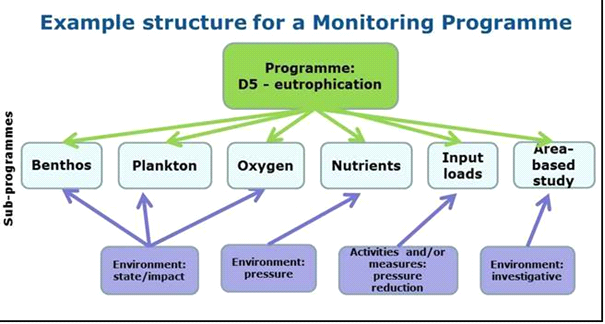 Example structure for a Monitoring Programme
Programme:
D5 - eutrophication
Sub-programmes
Benthos
Plankton
Oxygen
Nutrients
Input
loads
Area-
based
study
Environment:
state/impact
Environment:
pressure
Activities and/or
measures:
pressure
reduction
Environment:
investigative